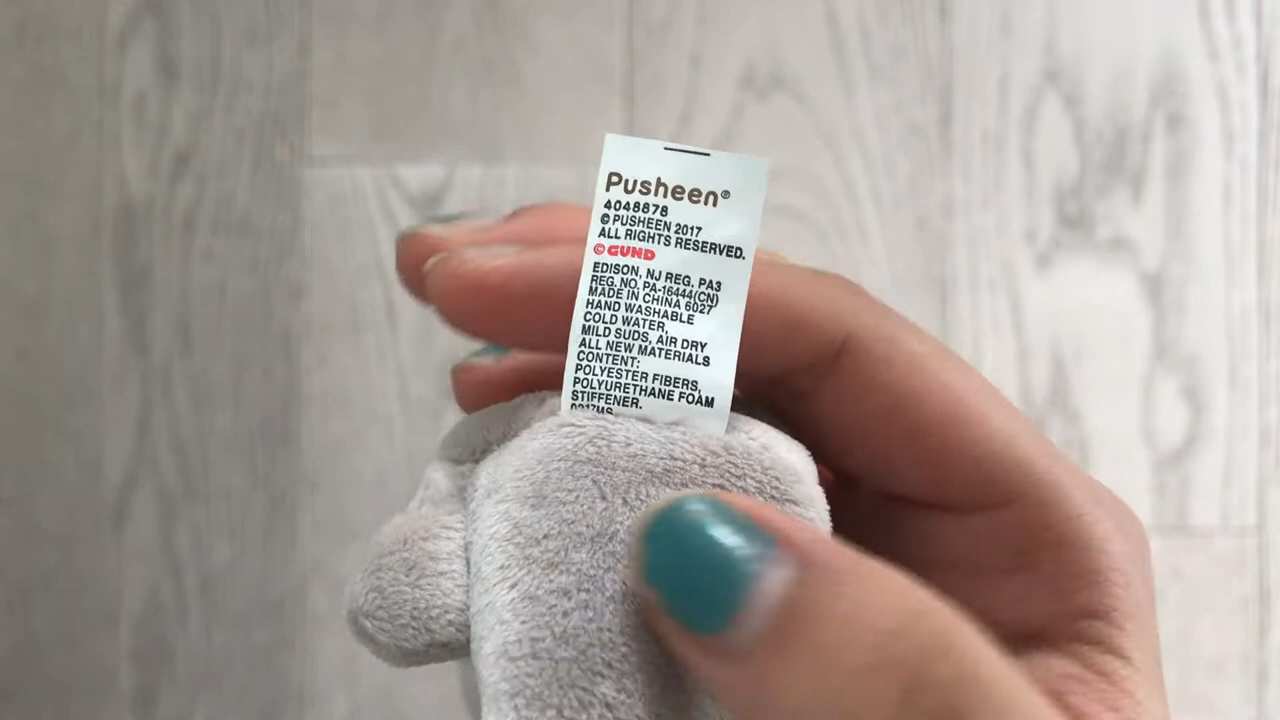 Pusheen®
4048878
© PUSHEEN 2017
ALL RIGHTS RESERVED.
© GUND
EDISON, NJ REG. PA3
REG. NO. PA-16444(CN)
MADE IN CHINA 6027
HAND WASHABLE
COLD WATER,
MILD SUDS, AIR DRY
ALL NEW MATERIALS
CONTENT:
POLYESTER FIBERS,
POLYURETHANE FOAM
STIFFENER.
0217MS